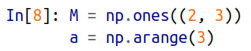 In[8]: M = np.ones((2, 3))
a = np.arange(3)